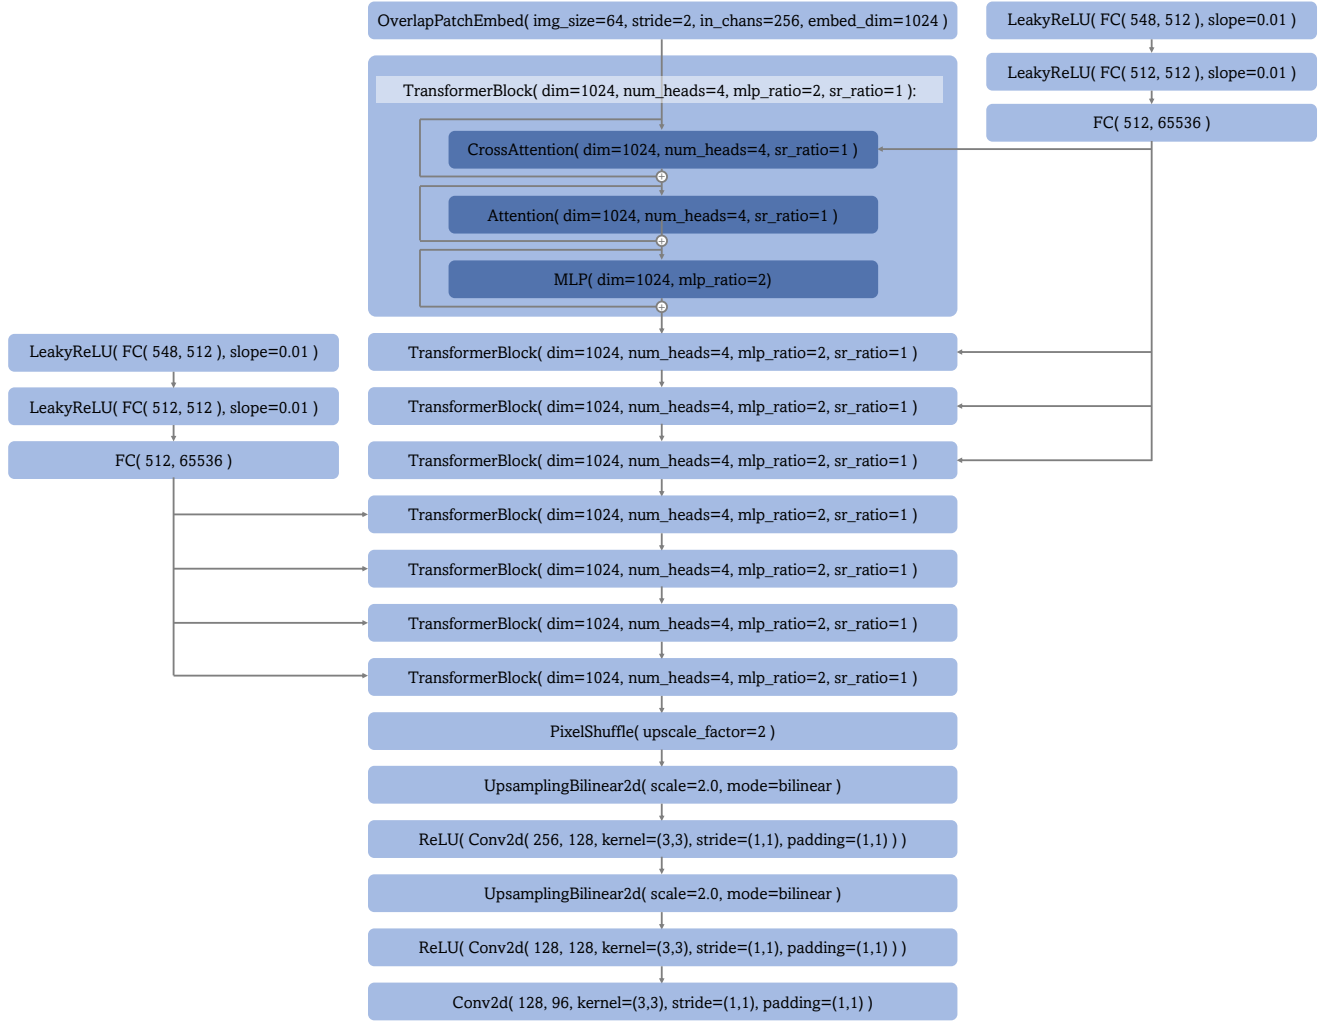 OverlapPatchEmbed( img_size=64, stride=2, in_chans=256, embed_dim=1024 )
LeakyReLU( FC( 548, 512 ), slope=0.01 )
LeakyReLU( FC( 512, 512 ), slope=0.01 )
FC( 512, 65536 )
TransformerBlock( dim=1024, num_heads=4, mlp_ratio=2, sr_ratio=1 ):
CrossAttention( dim=1024, num_heads=4, sr_ratio=1 )
Attention( dim=1024, num_heads=4, sr_ratio=1 )
MLP( dim=1024, mlp_ratio=2)
LeakyReLU( FC( 548, 512 ), slope=0.01 )
LeakyReLU( FC( 512, 512 ), slope=0.01 )
FC( 512, 65536 )
TransformerBlock( dim=1024, num_heads=4, mlp_ratio=2, sr_ratio=1 )
TransformerBlock( dim=1024, num_heads=4, mlp_ratio=2, sr_ratio=1 )
TransformerBlock( dim=1024, num_heads=4, mlp_ratio=2, sr_ratio=1 )
TransformerBlock( dim=1024, num_heads=4, mlp_ratio=2, sr_ratio=1 )
TransformerBlock( dim=1024, num_heads=4, mlp_ratio=2, sr_ratio=1 )
TransformerBlock( dim=1024, num_heads=4, mlp_ratio=2, sr_ratio=1 )
TransformerBlock( dim=1024, num_heads=4, mlp_ratio=2, sr_ratio=1 )
PixelShuffle( upscale_factor=2 )
UpsamplingBilinear2d( scale=2.0, mode=bilinear )
ReLU( Conv2d( 256, 128, kernel=(3,3), stride=(1,1), padding=(1,1) ) )
UpsamplingBilinear2d( scale=2.0, mode=bilinear )
ReLU( Conv2d( 128, 128, kernel=(3,3), stride=(1,1), padding=(1,1) ) )
Conv2d( 128, 96, kernel=(3,3), stride=(1,1), padding=(1,1) )